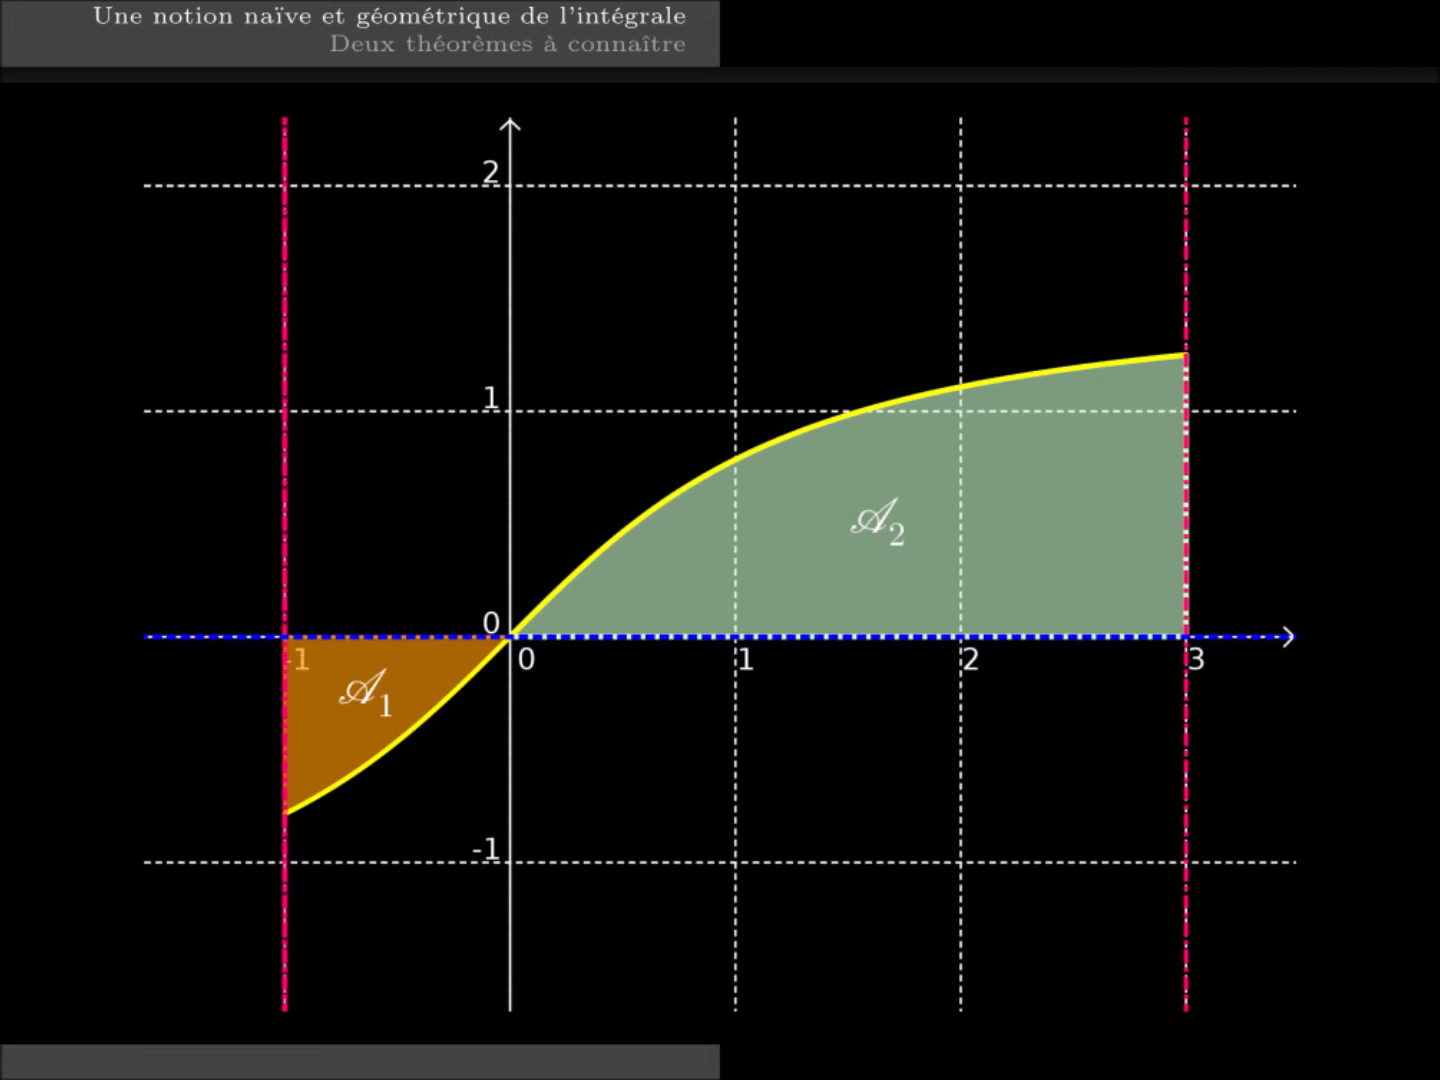 Une notion naïve et géométrique de l'intégrale
Deux théorèmes à connaître
2
1
0
-1 0 1 2 3
𝒜2
𝒜1
-1